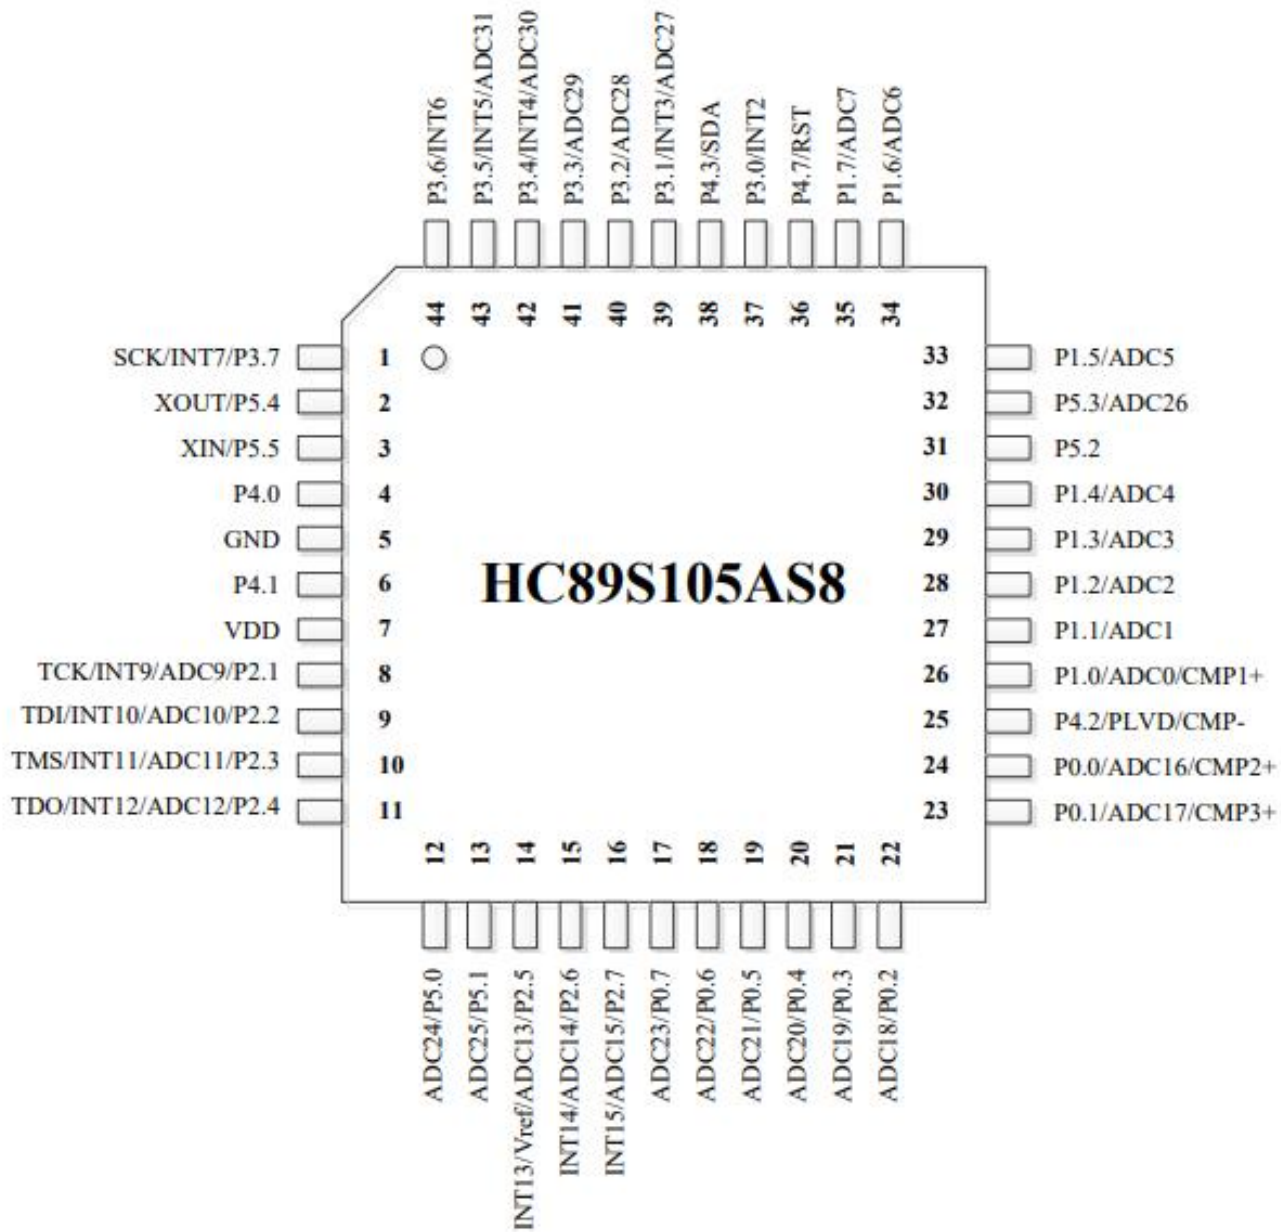 P3.6/INT6
P3.5/INT5/ADC31
P3.4/INT4/ADC30
P3.3/ADC29
P3.2/ADC28
P3.1/INT3/ADC27
P4.3/SDA
P3.0/INT2
P4.7/RST
P1.7/ADC7
P1.6/ADC6
44
43
42
41
40
39
38
37
36
35
34
SCK/INT7/P3.7
1
XOUT/P5.4
2
XIN/P5.5
3
P4.0
4
GND
5
P4.1
6
VDD
7
TCK/INT9/ADC9/P2.1
8
TDI/INT10/ADC10/P2.2
9
TMS/INT11/ADC11/P2.3
10
TDO/INT12/ADC12/P2.4
11
HC89S105AS8
33
P1.5/ADC5
32
P5.3/ADC26
31
P5.2
30
P1.4/ADC4
29
P1.3/ADC3
28
P1.2/ADC2
27
P1.1/ADC1
26
P1.0/ADC0/CMP1+
25
P4.2/PLVD/CMP-
24
P0.0/ADC16/CMP2+
23
P0.1/ADC17/CMP3+
12
13
14
15
16
17
18
19
20
21
22
ADC24/P5.0
ADC25/P5.1
INT13/Vref/ADC13/P2.5
INT14/ADC14/P2.6
INT15/ADC15/P2.7
ADC23/P0.7
ADC22/P0.6
ADC21/P0.5
ADC20/P0.4
ADC19/P0.3
ADC18/P0.2